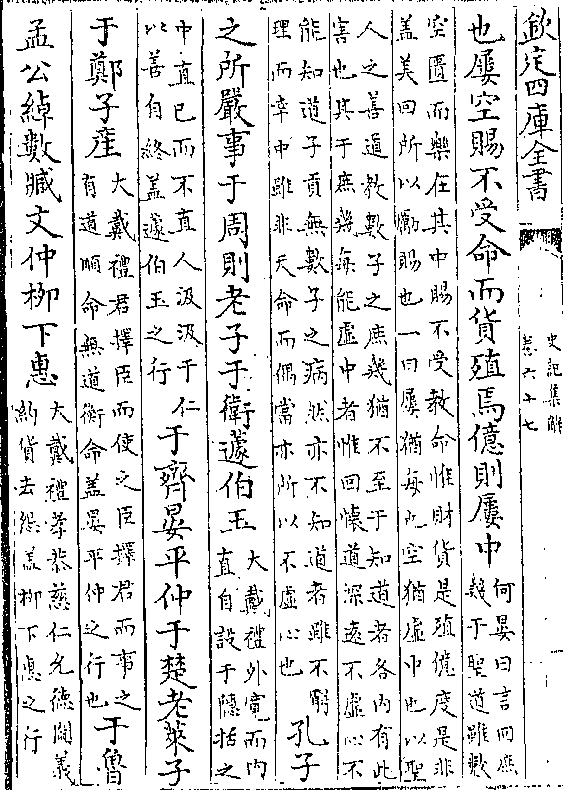 欽定四庫全書
史記集解
卷六十七
也屢空賜不受命而貨殖焉億則屢中
何晏曰言回庶
幾于聖道雖數
空匱而樂在其中賜不受教命惟財貨是殖億度是非
蓋美回所以勵賜也一曰屢猶每也空猶虛中也以聖
人之善道教數子之庶幾猶不至于知道者各内有此
害也其于庶幾每能虛中者惟回懷道深遠不虛心不
能知道子貢無數子之病然亦不知道者雖不窮
理而幸中雖非天命而偶當亦所以不虛心也
孔子
之所嚴事于周則老子于衛蘧伯玉
大戴禮外寛而内
直自設于隱括之
中直已而不直人汲汲于仁
以善自終蓋蘧伯玉之行
于齊晏平仲于楚老萊子
于鄭子産
大戴禮君擇臣而使之臣擇君而事之
有道順命無道衡命蓋晏平仲之行也
于魯
孟公綽數臧文仲柳下惠
大戴禮孝恭慈仁允德圖義
約貨去怨蓋柳下惠之行